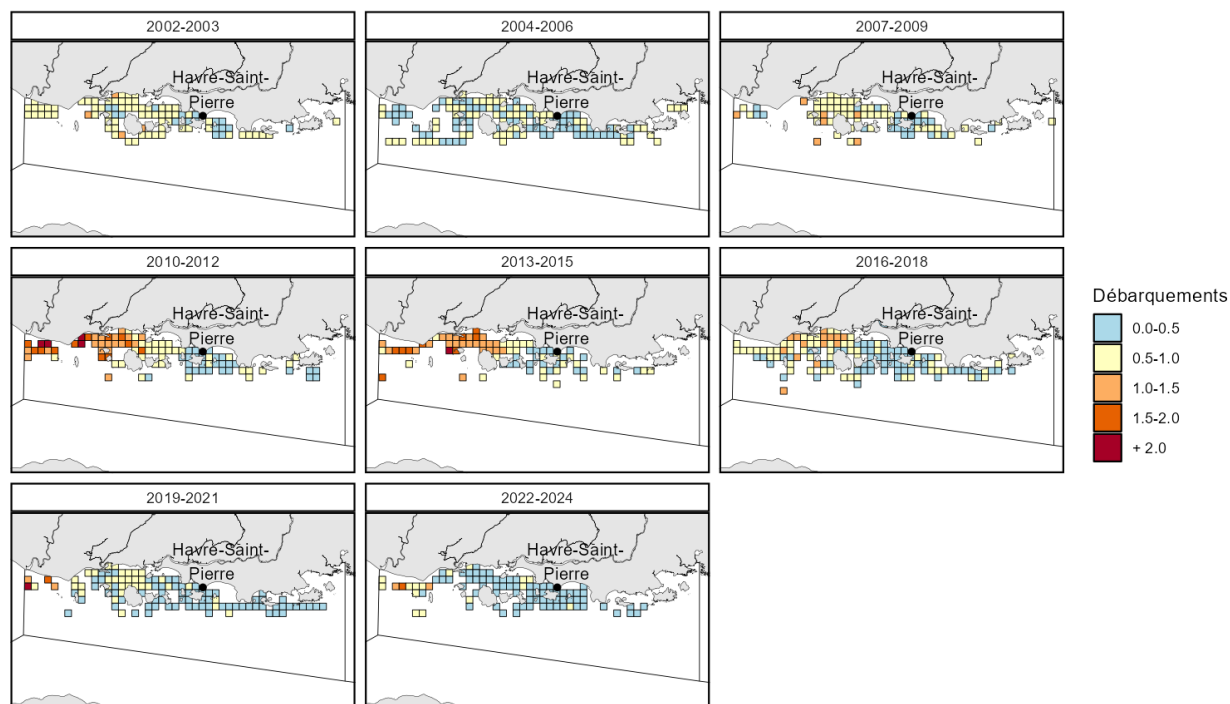 2002-2003
2004-2006
2007-2009
Havre-Saint-
Pierre
Havre-Saint-
Pierre
Havre-Saint-
Pierre
2010-2012
2013-2015
2016-2018
Havre-Saint-
Pierre
Havre-Saint-
Pierre
Havre-Saint-
Pierre
2019-2021
2022-2024
Havre-Saint-
Pierre
Havre-Saint-
Pierre
Débarquements
0.0-0.5
0.5-1.0
1.0-1.5
1.5-2.0
+ 2.0